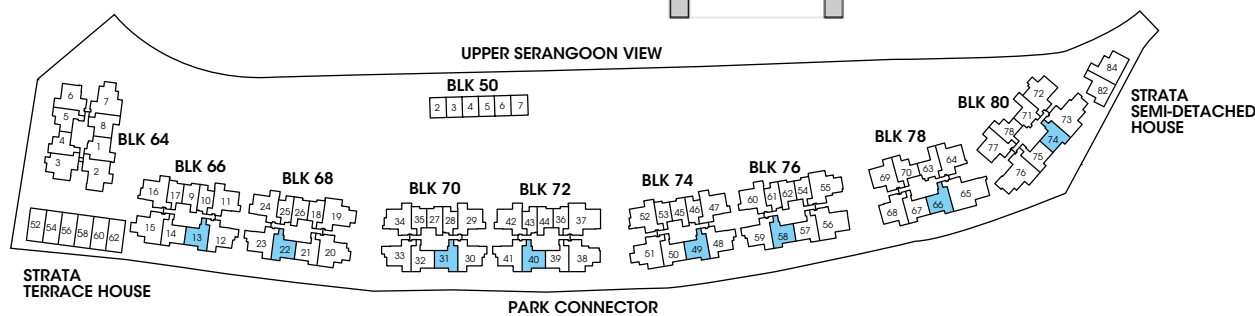 UPPER SERANGOON VIEW
BLK 50
2 3 4 5 6 7
BLK 64
6 7
5 8
4 1
3 2
BLK 66
16 17 9 10 11
15 14 13 12
BLK 68
24 25 26 18 19
23 22 21 20
BLK 70
34 35 27 28 29
33 32 31 30
BLK 72
42 43 44 36 37
41 40 39 38
BLK 74
52 53 45 46 47
51 50 49 48
BLK 76
60 61 62 54 55
59 58 57 56
BLK 78
69 70 63 64
68 67 66 65
BLK 80
72
71 73
78 74
77 75
76
84
82
STRATA
SEMI-DETACHED
HOUSE
52 54 56 58 60 62
STRATA
TERRACE HOUSE
PARK CONNECTOR